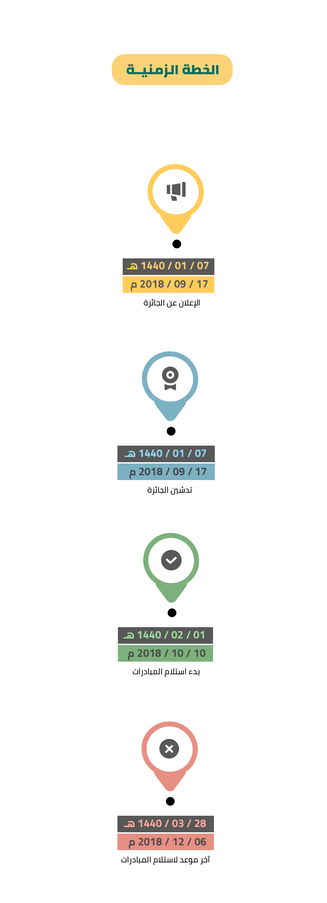 الخطة الزمنيــة
07 / 01 / 1440 هـ
17 / 09 / 2018 م
الإعلان عن الجائزة
07 / 01 / 1440 هـ
17 / 09 / 2018 م
تدشين الجائزة
01 / 02 / 1440 هـ
10 / 10 / 2018 م
بدء استلام المبادرات
28 / 03 / 1440 هـ
06 / 12 / 2018 م
آخر موعد لاستلام المبادرات